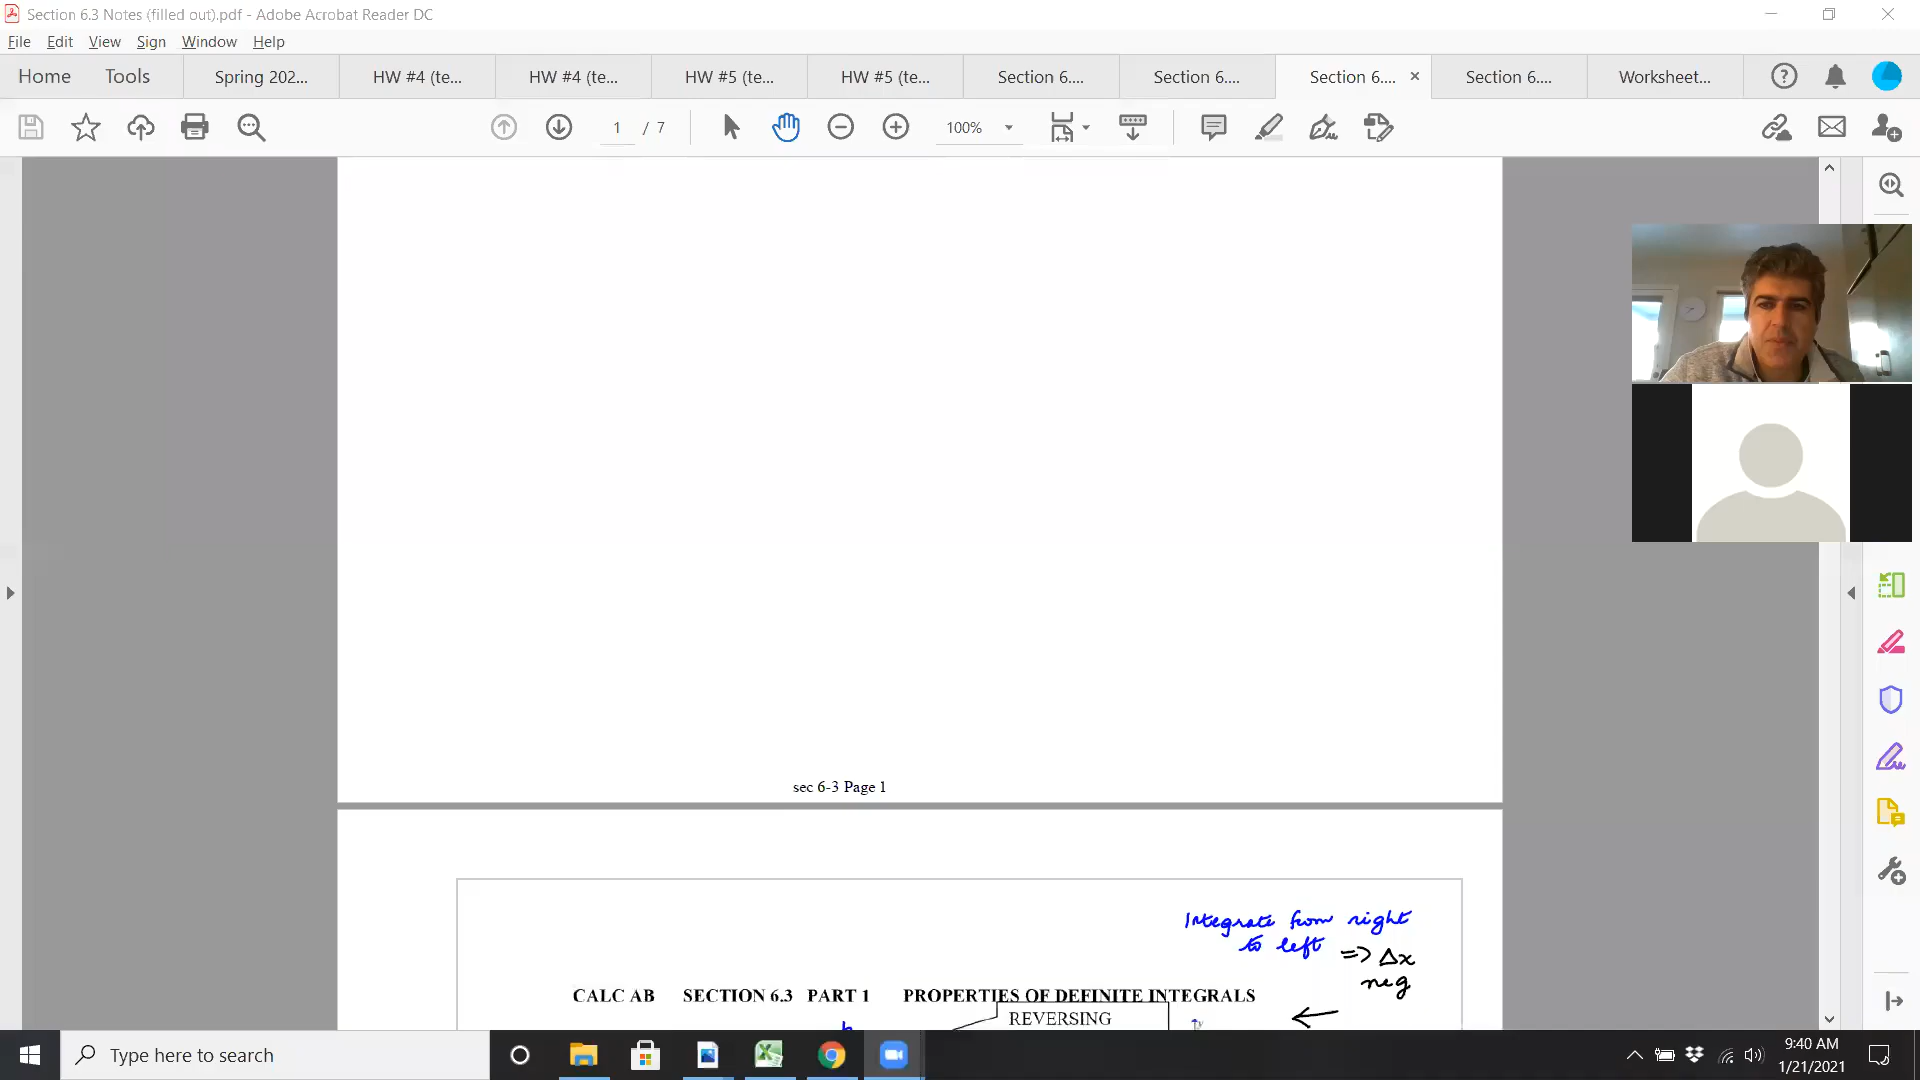 Section 6.3 Notes (filled out).pdf - Adobe Acrobat Reader DC
File Edit View Sign Window Help
Home Tools Spring 202... HW #4 (te... HW #4 (te... HW #5 (te... HW #5 (te... Section 6.... Section 6.... Section 6.... × Section 6.... Worksheet...
1 / 7 100%
sec 6-3 Page 1
Integrate from right
to left => Δx
neg
CALC AB SECTION 6.3 PART 1 PROPERTIES OF DEFINITE INTEGRALS
REVERSING
Type here to search
9:40 AM
1/21/2021